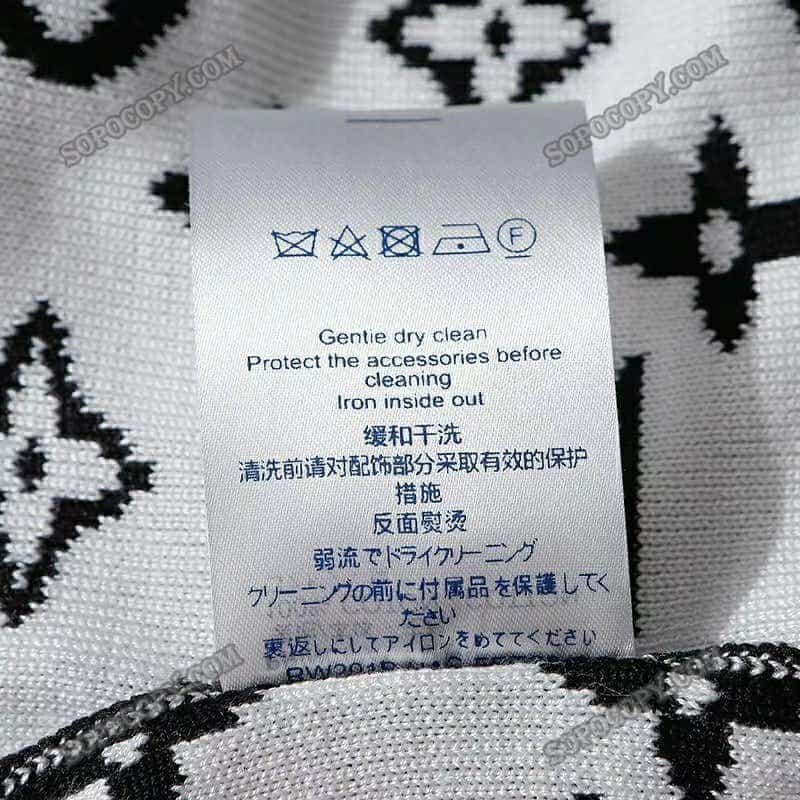 SOPOCOPY.COM
SOPOCOPY.COM
F
Gentie dry clean
Protect the accessories before
cleaning
Iron inside out
缓和干洗
清洗前请对配饰部分采取有效的保护
措施
反面熨烫
弱流でドライクリーニング
クリーニングの前に付属品を保護してく
ださい
裏返しにしてアイロンをめててください
SOPOCOPY.COM
SOPOCOPY.COM